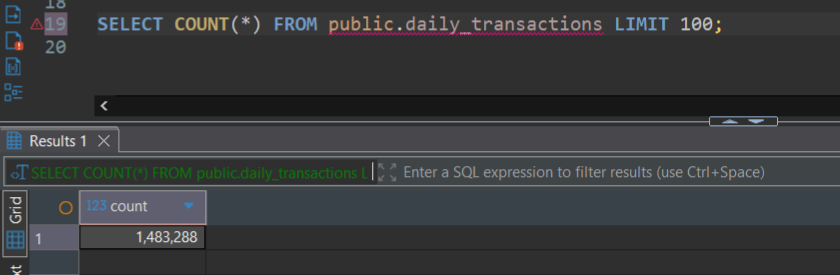 18
19 SELECT COUNT(*) FROM public.daily_transactions LIMIT 100;
20
<
Results 1 ×
T SELECT COUNT(*) FROM public.daily_transactions L Enter a SQL expression to filter results (use Ctrl+Space)
Grid
123 count
1 1,483,288
xt